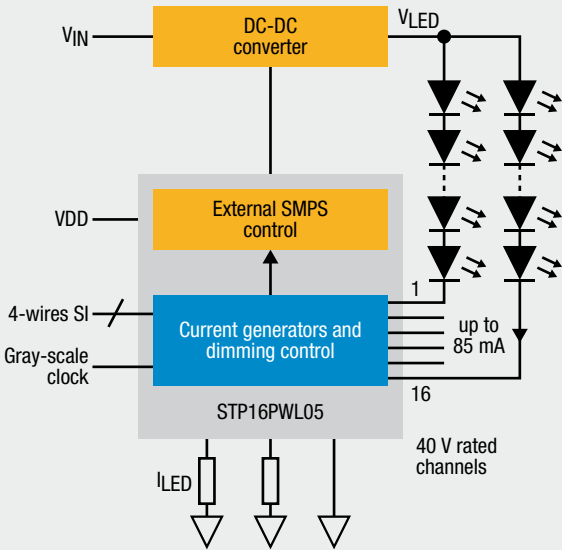 DC-DC
converter
VIN
VLED
External SMPS
control
VDD
4-wires SI
Gray-scale
clock
Current generators and
dimming control
1
up to
85 mA
16
STP16PWL05
40 V rated
channels
ILED